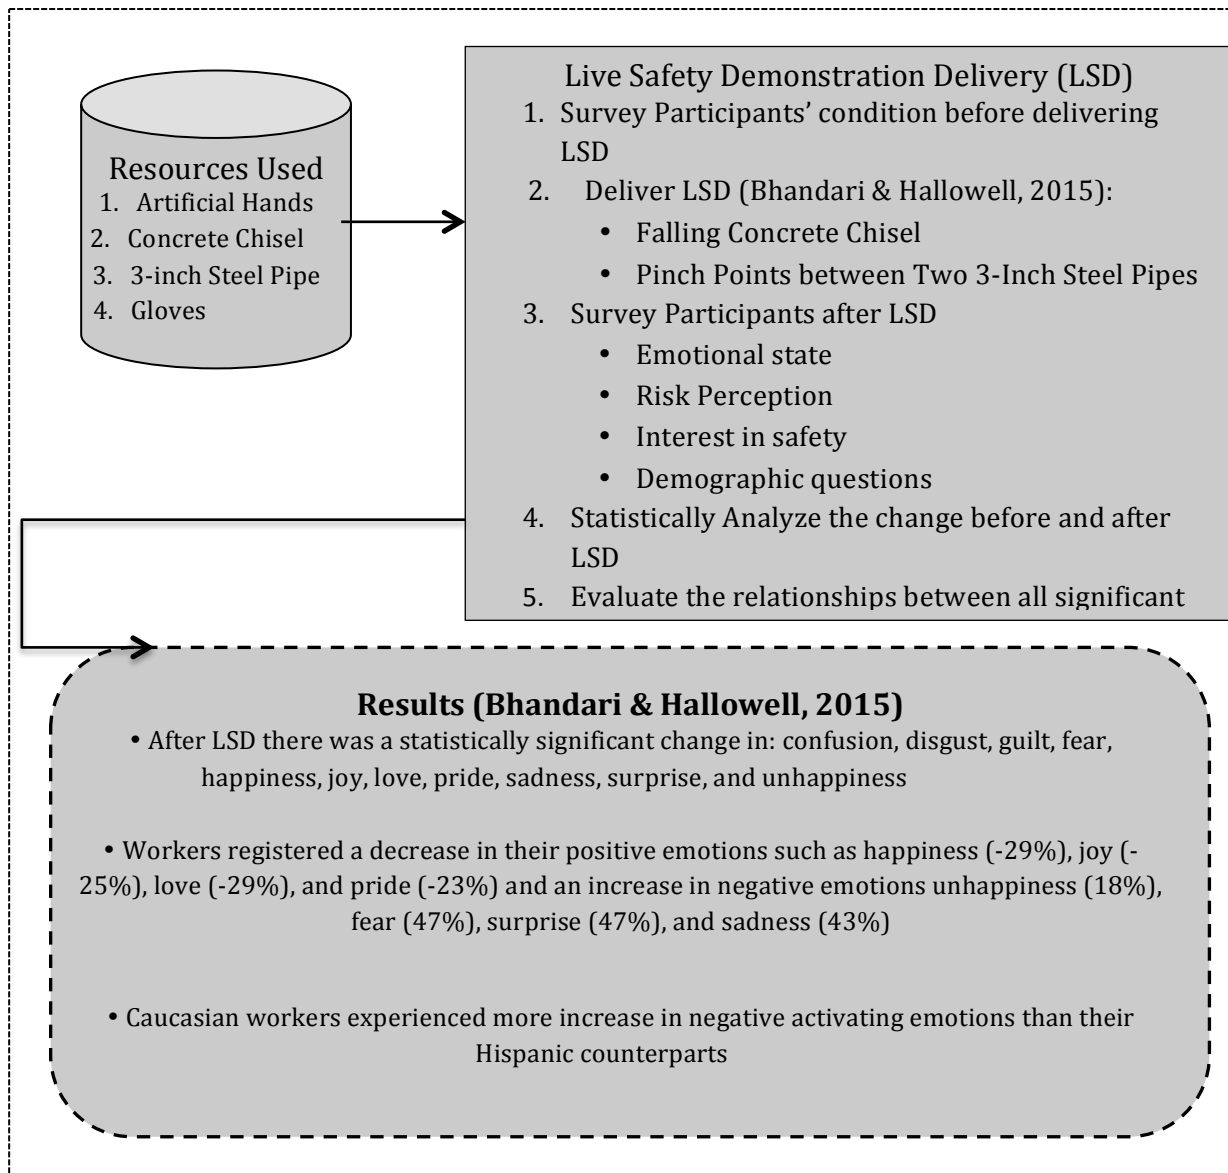 Resources Used
1. Artificial Hands
2. Concrete Chisel
3. 3-inch Steel Pipe
4. Gloves
Live Safety Demonstration Delivery (LSD)
1. Survey Participants’ condition before delivering
LSD
2. Deliver LSD (Bhandari & Hallowell, 2015):
• Falling Concrete Chisel
• Pinch Points between Two 3-Inch Steel Pipes
3. Survey Participants after LSD
• Emotional state
• Risk Perception
• Interest in safety
• Demographic questions
4. Statistically Analyze the change before and after
LSD
5. Evaluate the relationships between all significant
Results (Bhandari & Hallowell, 2015)
• After LSD there was a statistically significant change in: confusion, disgust, guilt, fear,
happiness, joy, love, pride, sadness, surprise, and unhappiness
• Workers registered a decrease in their positive emotions such as happiness (-29%), joy (-
25%), love (-29%), and pride (-23%) and an increase in negative emotions unhappiness (18%),
fear (47%), surprise (47%), and sadness (43%)
• Caucasian workers experienced more increase in negative activating emotions than their
Hispanic counterparts